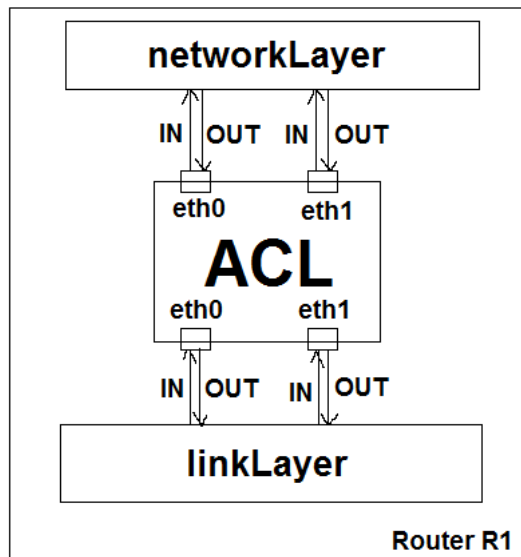 networkLayer
IN OUT IN OUT
eth0 eth1
ACL
eth0 eth1
IN OUT IN OUT
linkLayer
Router R1